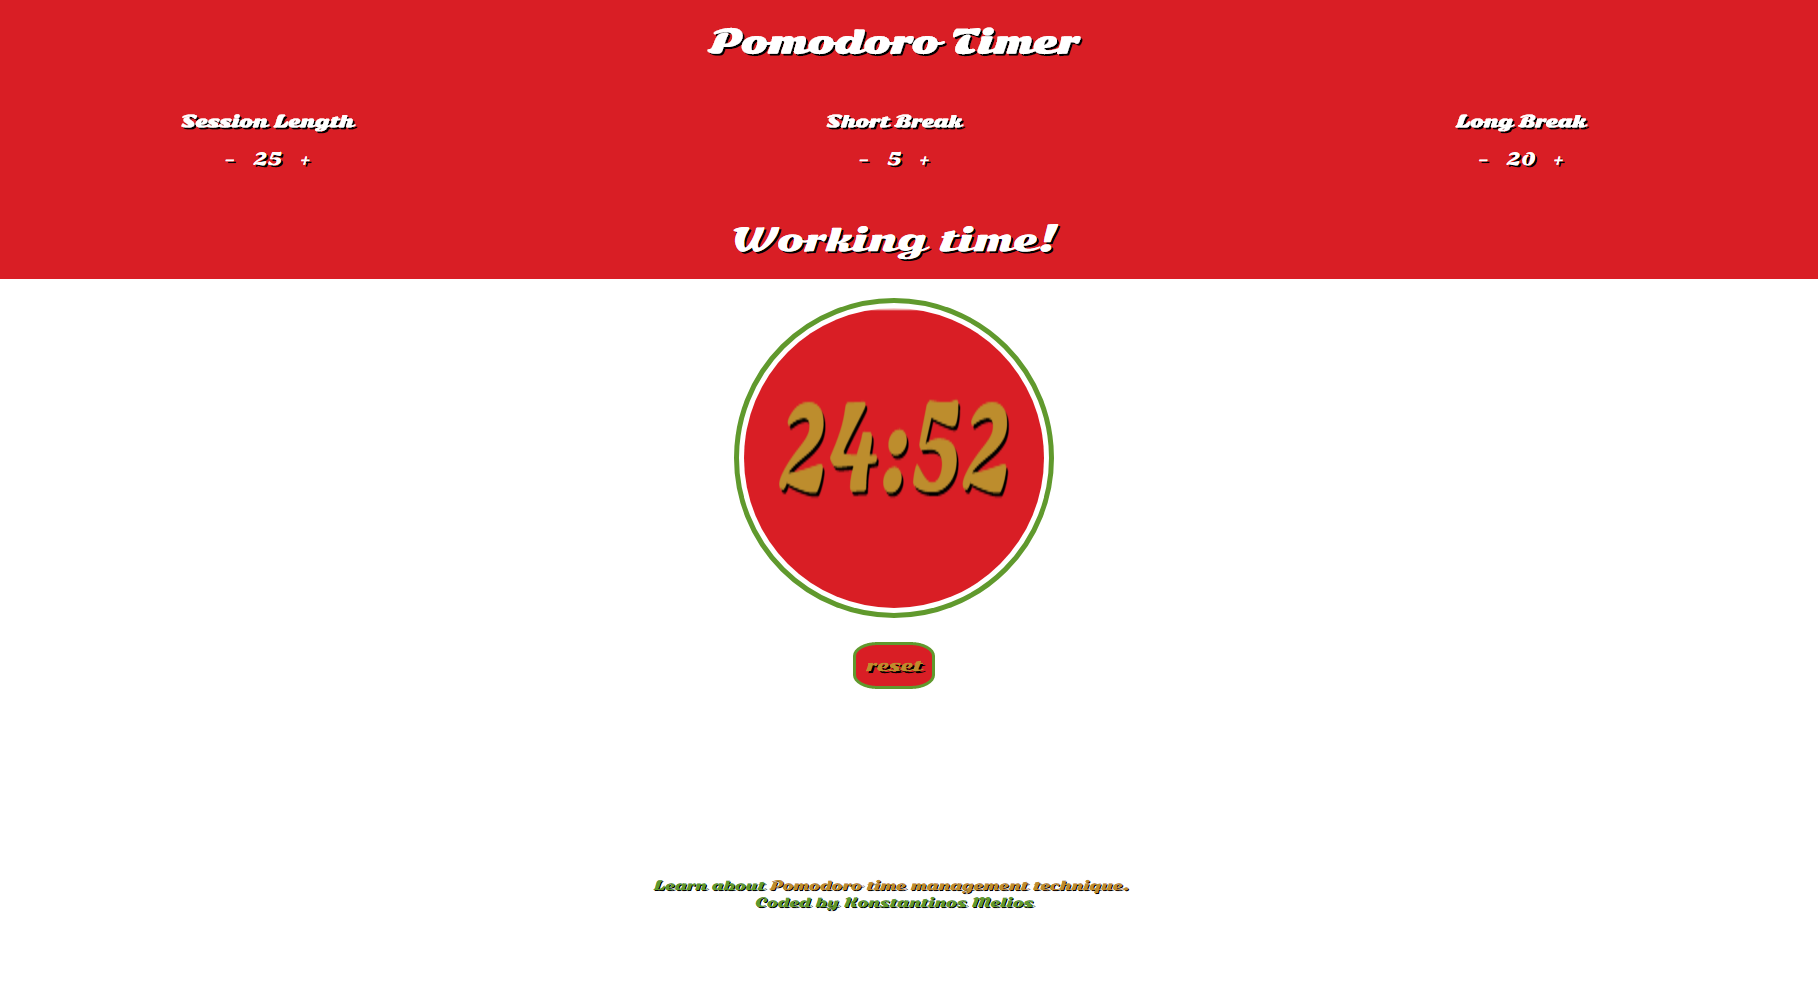 Pomodoro Timer
Session Length
- 25 +
Short Break
- 5 +
Long Break
- 20 +
Working time!
24:52
reset
Learn about Pomodoro time management technique.
Coded by Konstantinos Melios